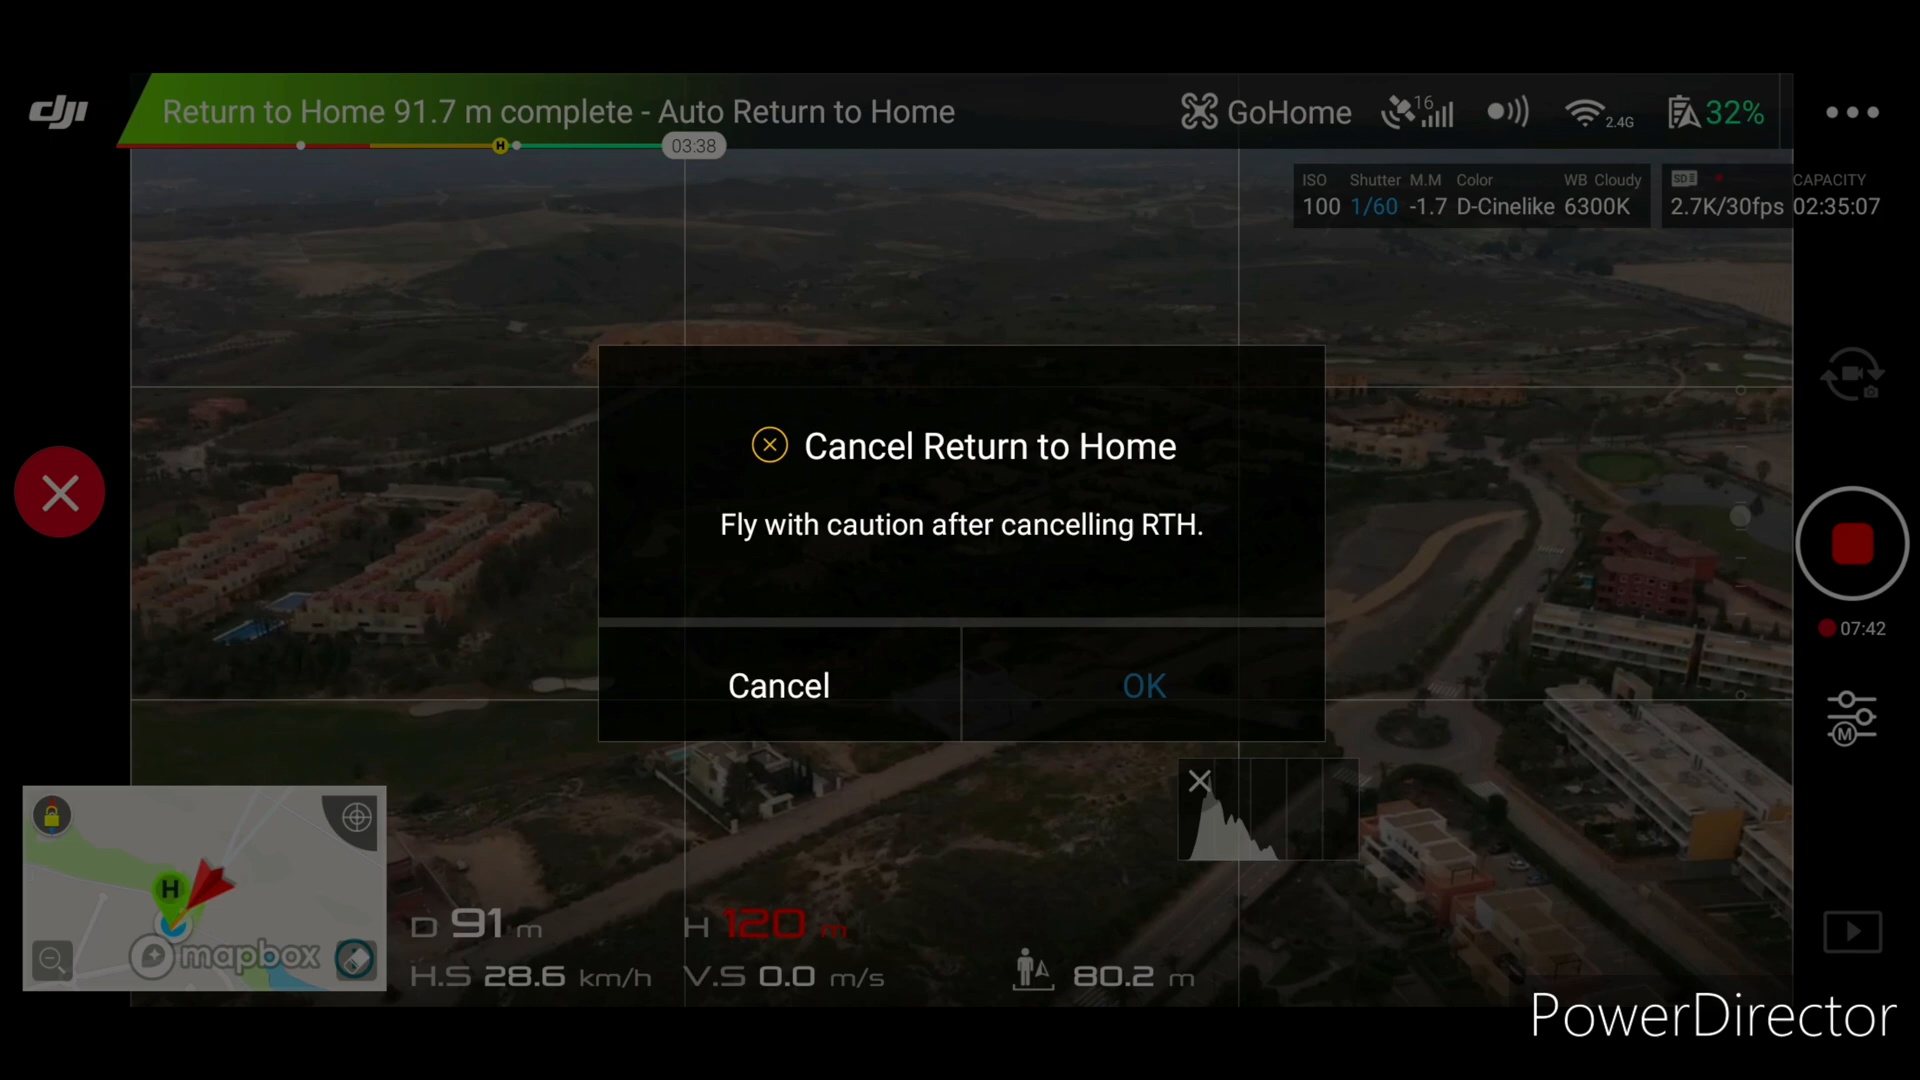 dji
Return to Home 91.7 m complete - Auto Return to Home
GoHome
16
2.4G
32%
03:38
H
ISO Shutter M.M Color WB Cloudy
100 1/60 -1.7 D-Cinelike 6300K
SD
CAPACITY
2.7K/30fps 02:35:07
Cancel Return to Home
Fly with caution after cancelling RTH.
Cancel OK
07:42
M
H
mapbox
D 91 m H 120 m
H.S 28.6 km/h V.S 0.0 m/s 80.2 m
PowerDirector